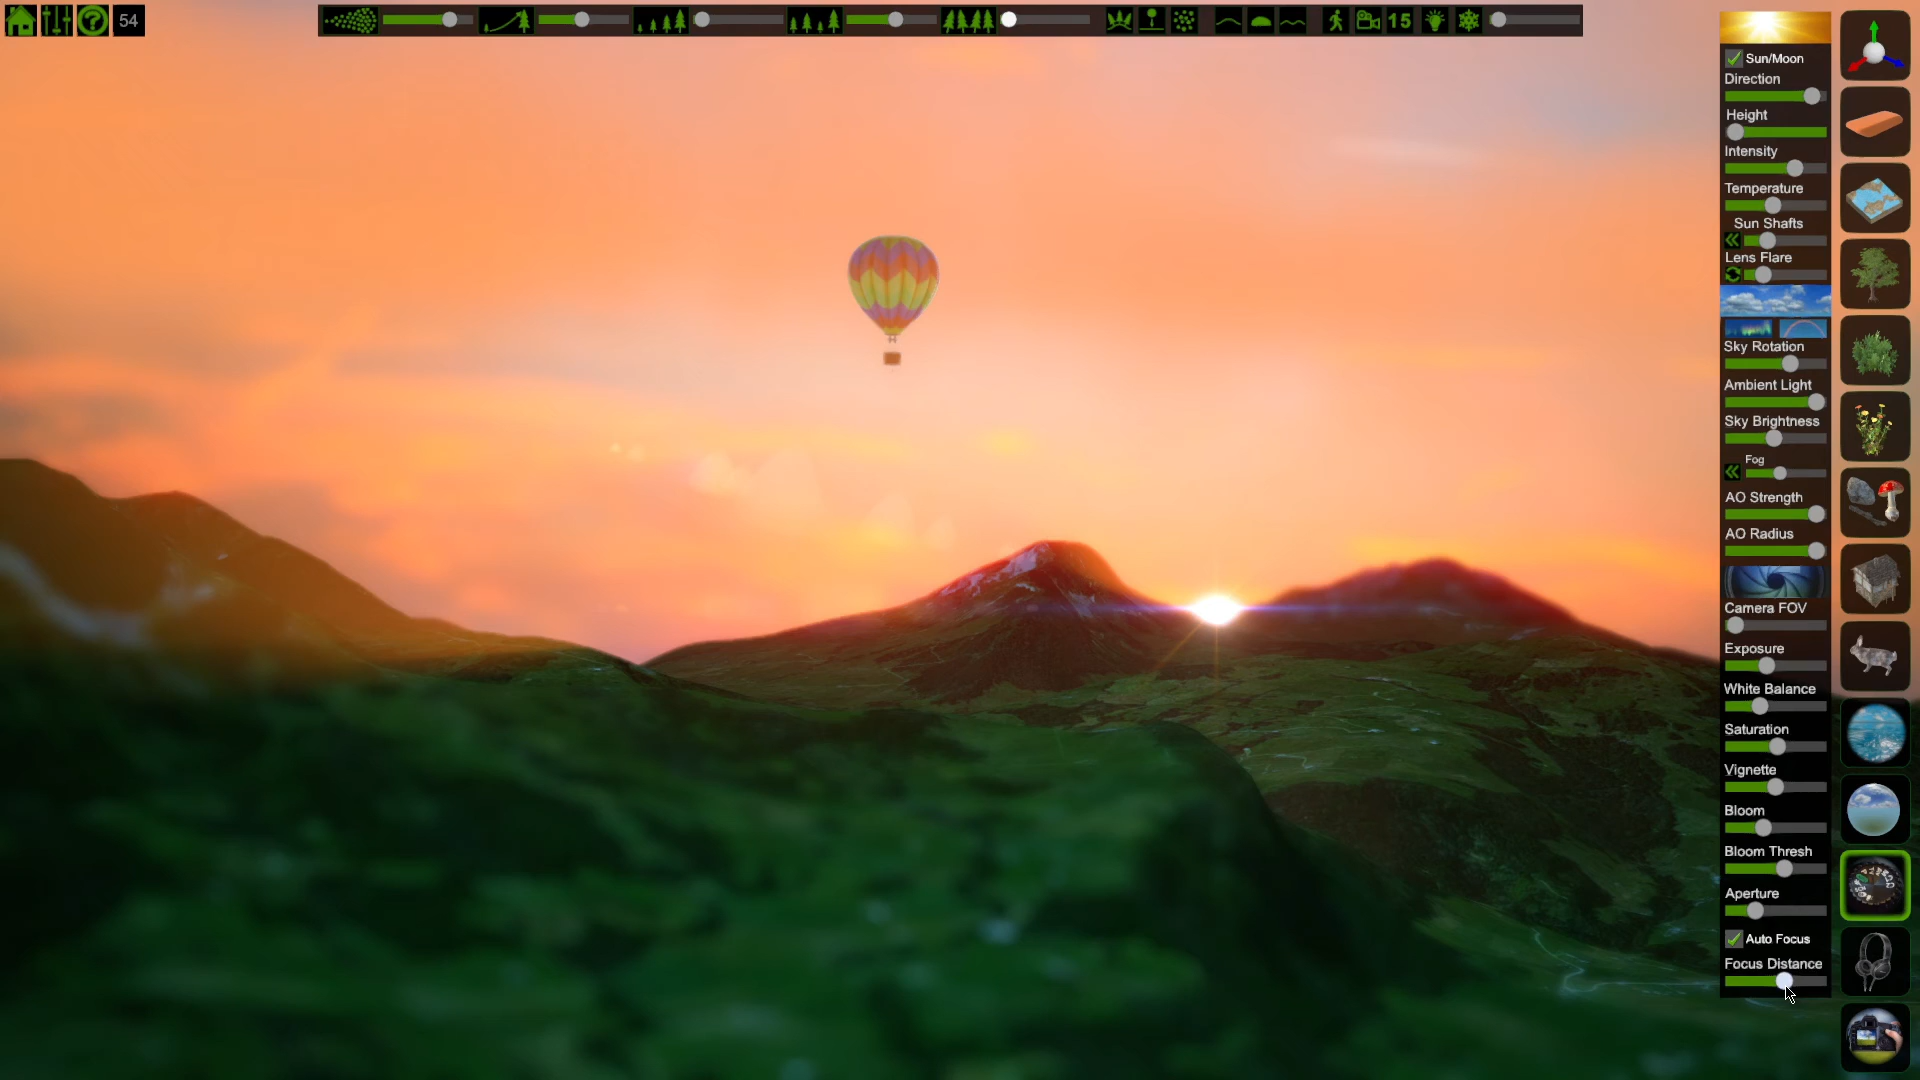 54
15
Sun/Moon
Direction
Height
Intensity
Temperature
Sun Shafts
Lens Flare
Sky Rotation
Ambient Light
Sky Brightness
Fog
AO Strength
AO Radius
Camera FOV
Exposure
White Balance
Saturation
Vignette
Bloom
Bloom Thresh
Aperture
Auto Focus
Focus Distance